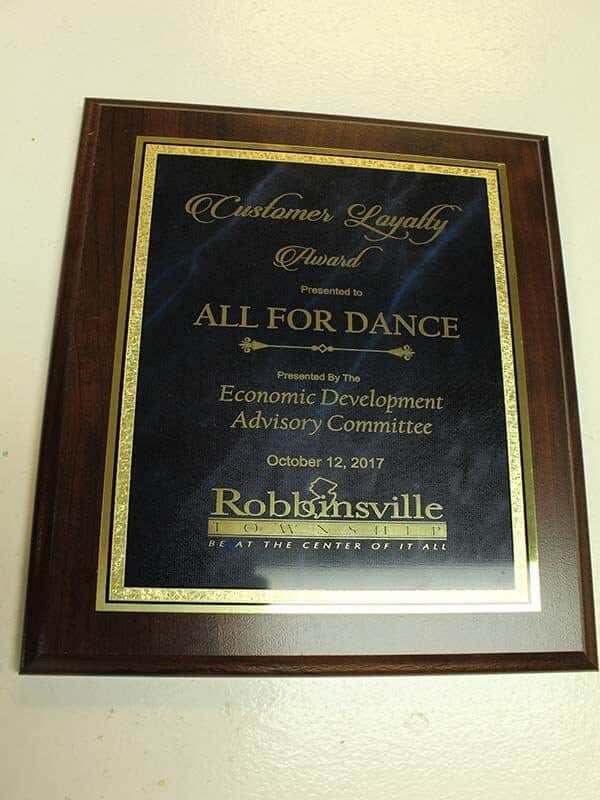 Customer Loyalty
Award
Presented to
ALL FOR DANCE
Presented By The
Economic Development
Advisory Committee
October 12, 2017
Robbinsville
TOWNSHIP
BE AT THE CENTER OF IT ALL